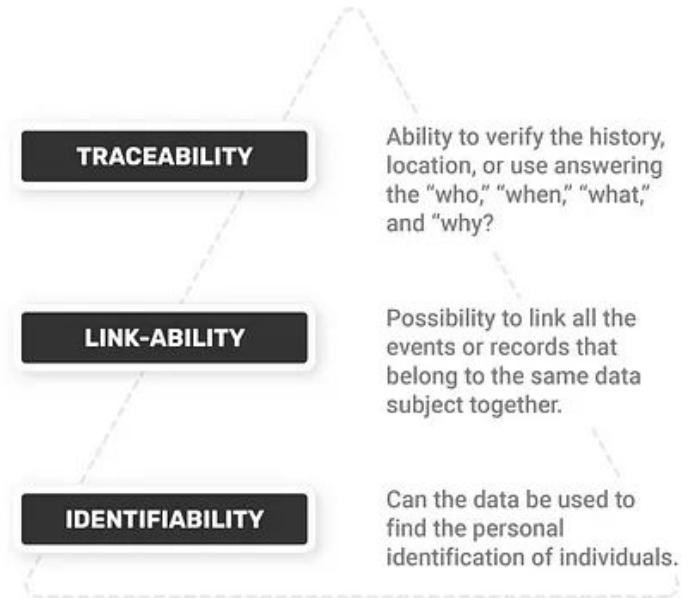 TRACEABILITY
Ability to verify the history,
location, or use answering
the “who,” “when,” “what,”
and “why?
LINK-ABILITY
Possibility to link all the
events or records that
belong to the same data
subject together.
IDENTIFIABILITY
Can the data be used to
find the personal
identification of individuals.